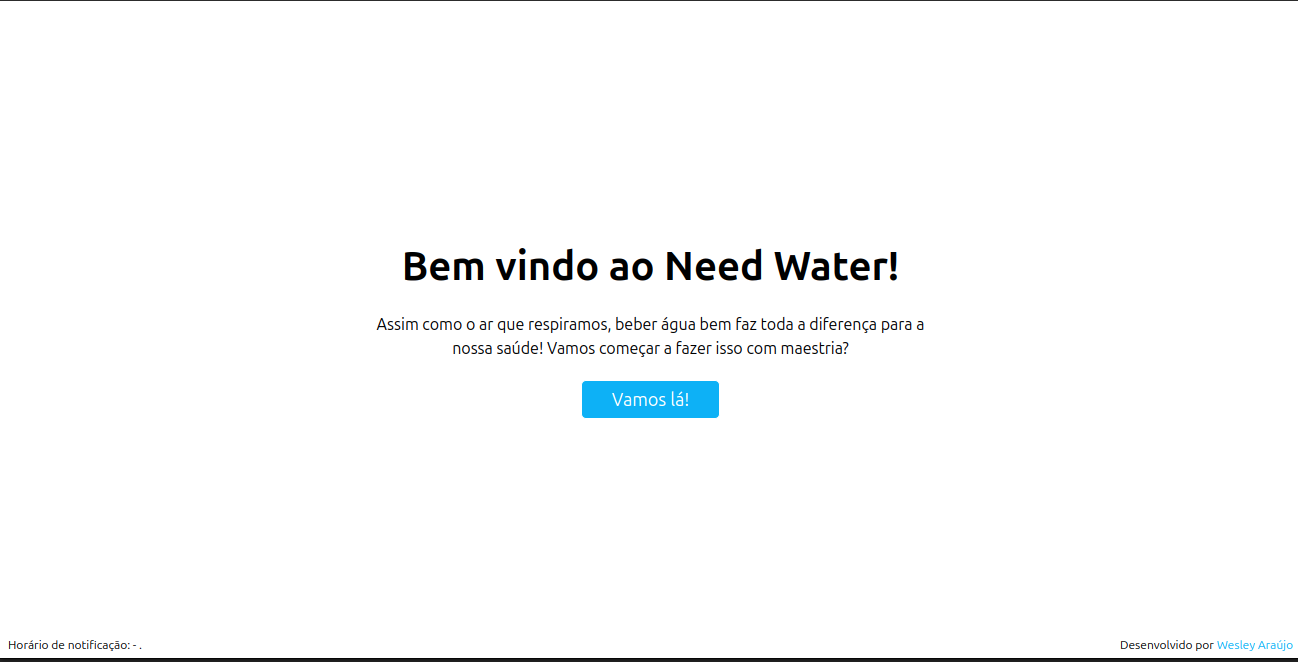 Bem vindo ao Need Water!
Assim como o ar que respiramos, beber água bem faz toda a diferença para a
nossa saúde! Vamos começar a fazer isso com maestria?
Vamos lá!
Horário de notificação: - .
Desenvolvido por Wesley Araújo